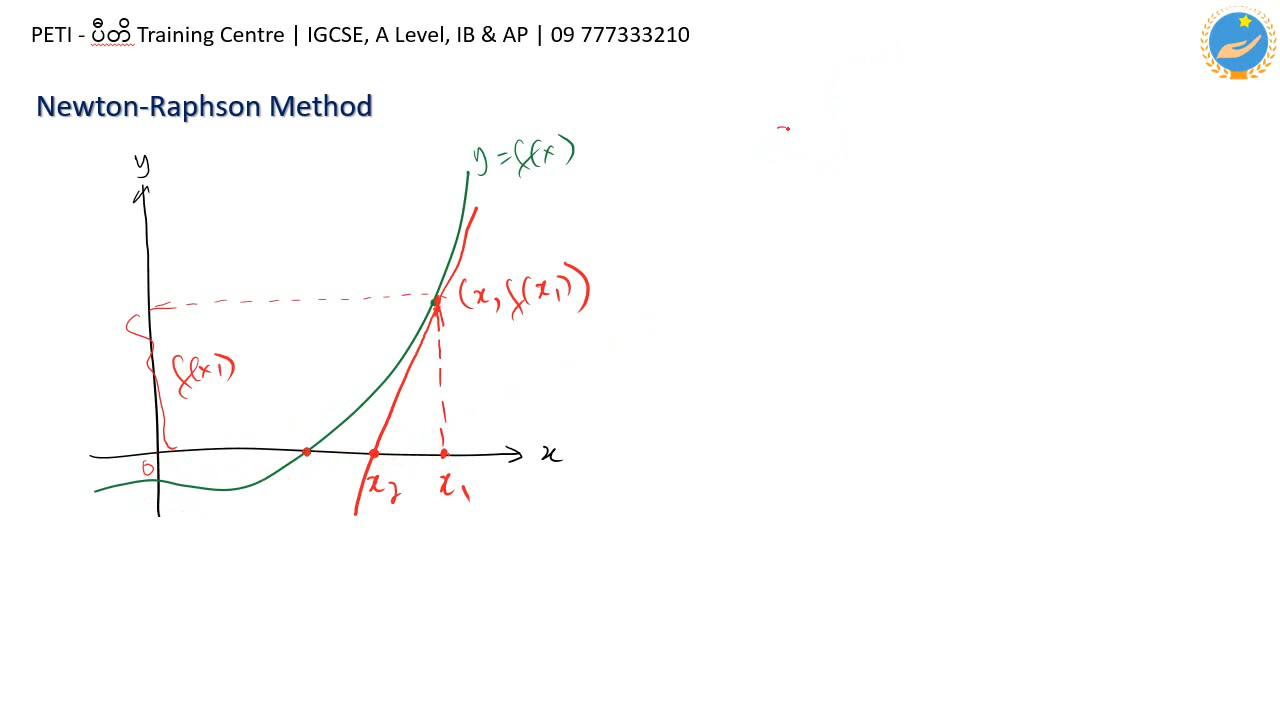 PETI - ပီတိ Training Centre | IGCSE, A Level, IB & AP | 09 777333210
Newton-Raphson Method
y
y = f(x)
(x, f(x₁))
f(x₁)
x
0
x₂
x₁